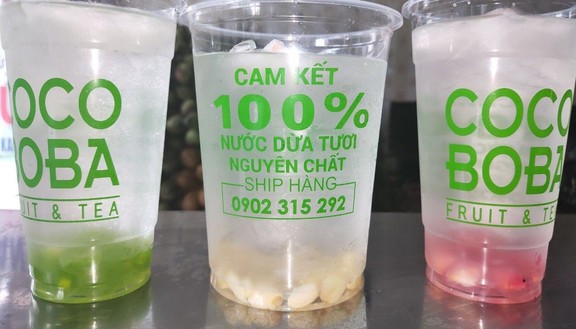 COCO
BOBA
FRUIT & TEA
CAM KẾT
100%
NƯỚC DỪA TƯƠI
NGUYÊN CHẤT
SHIP HÀNG
0902 315 292
COCO
BOBA
FRUIT & TEA